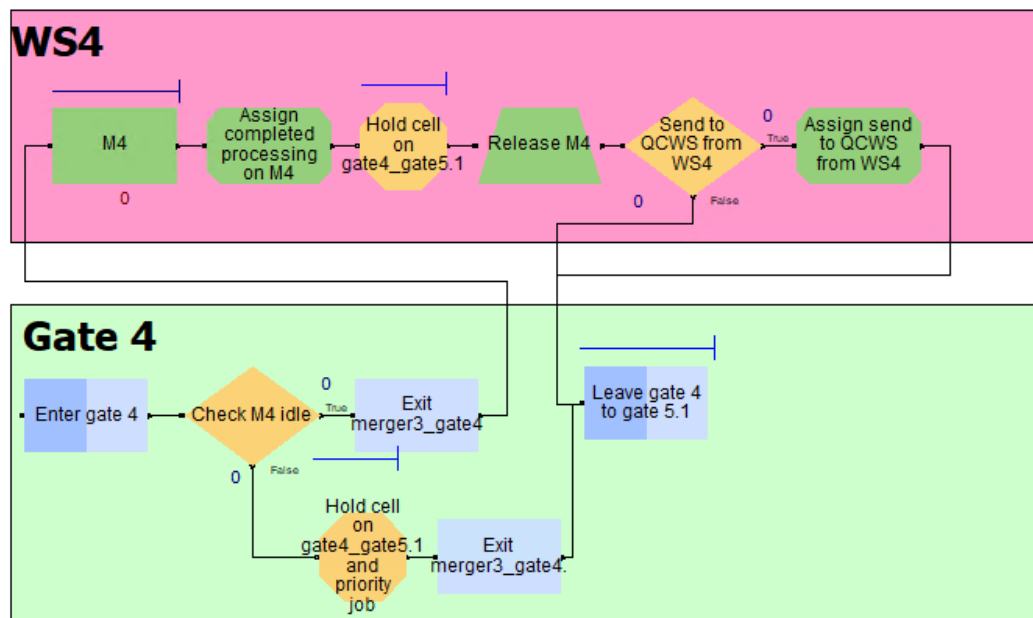 WS4
M4
0
Assign
completed
processing
on M4
Hold cell
on
gate4_gate5.1
Release M4
Send to
QCWS from
WS4
0
True
0
False
Assign send
to QCWS
from WS4
Gate 4
Enter gate 4
Check M4 idle
0
True
0
False
Exit
merger3_gate4
Hold cell
on
gate4_gate5.1
and
priority
job
Exit
merger3_gate4.
Leave gate 4
to gate 5.1